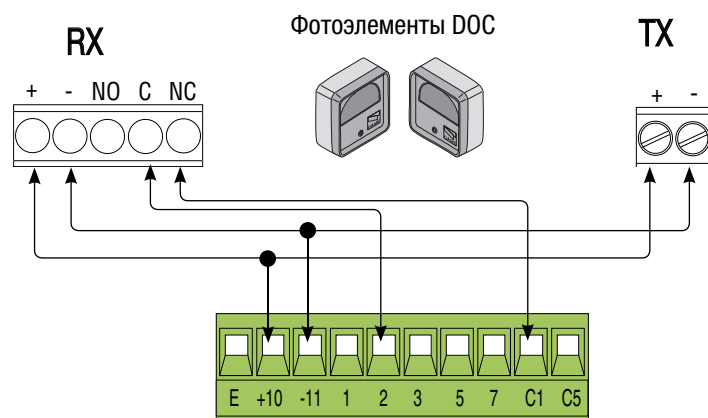 Фотоэлементы DOC
RX
TX
+ - NO C NC
+ -
E +10 -11 1 2 3 5 7 C1 C5